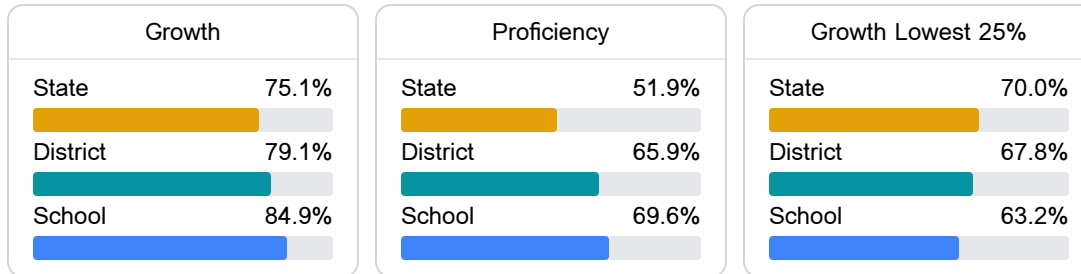 Growth
State 75.1%
District 79.1%
School 84.9%
Proficiency
State 51.9%
District 65.9%
School 69.6%
Growth Lowest 25%
State 70.0%
District 67.8%
School 63.2%